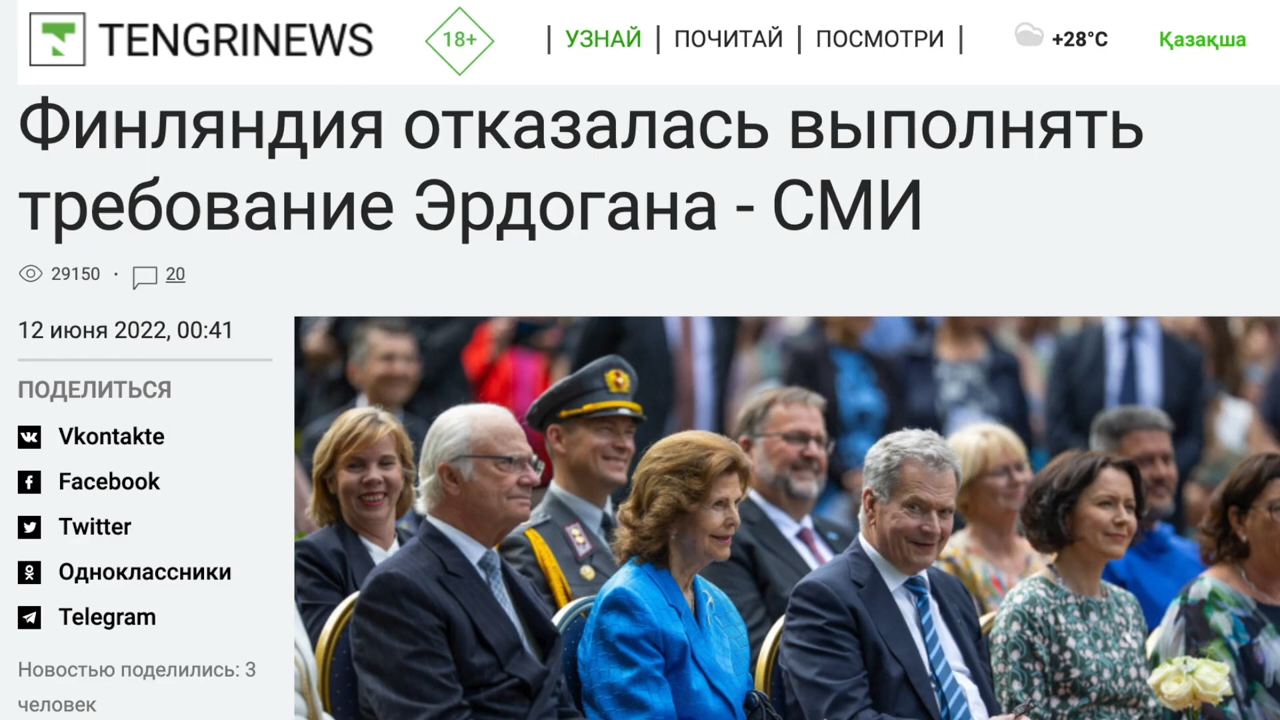 TENGRINEWS
18+
| УЗНАЙ | ПОЧИТАЙ | ПОСМОТРИ |
+28°C
Қазақша
Финляндия отказалась выполнять
требование Эрдогана - СМИ
29150 · 20
12 июня 2022, 00:41
ПОДЕЛИТЬСЯ
Vkontakte
Facebook
Twitter
Одноклассники
Telegram
Новостью поделились: 3
человек